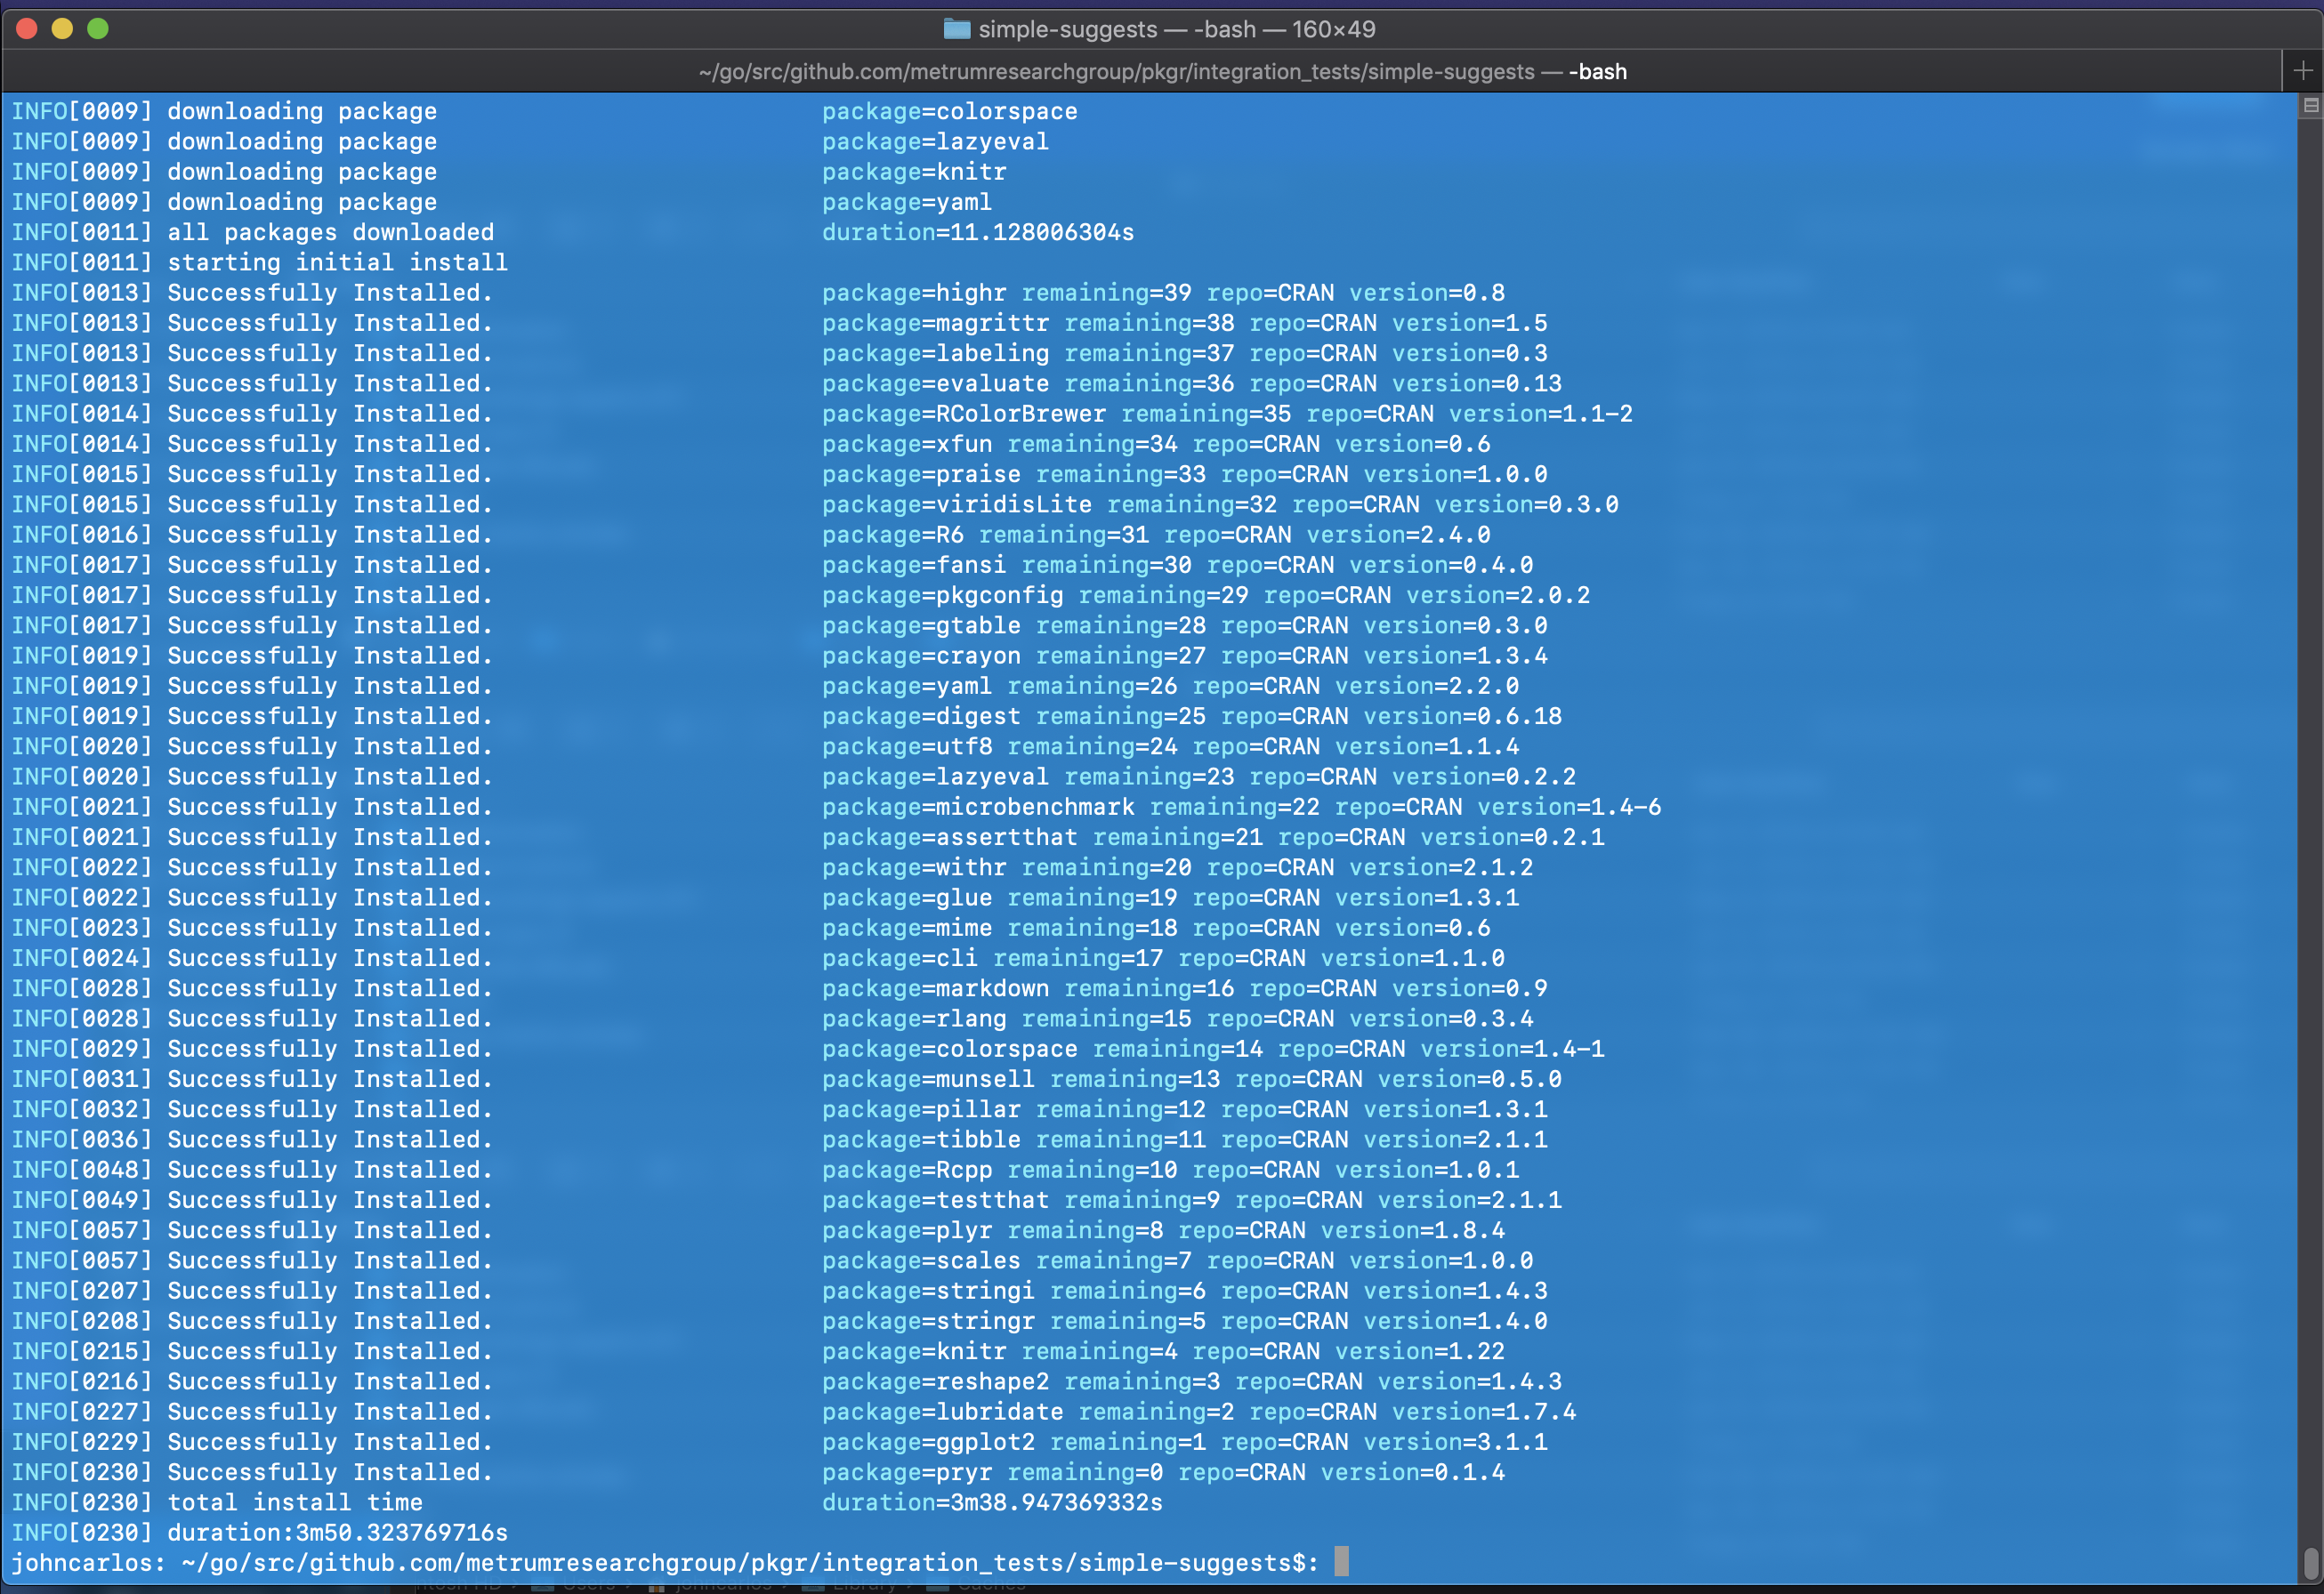 simple-suggests — -bash — 160×49
~/go/src/github.com/metrumresearchgroup/pkgr/integration_tests/simple-suggests — -bash
INFO[0009] downloading package package=colorspace
INFO[0009] downloading package package=lazyeval
INFO[0009] downloading package package=knitr
INFO[0009] downloading package package=yaml
INFO[0011] all packages downloaded duration=11.128006304s
INFO[0011] starting initial install
INFO[0013] Successfully Installed. package=highr remaining=39 repo=CRAN version=0.8
INFO[0013] Successfully Installed. package=magrittr remaining=38 repo=CRAN version=1.5
INFO[0013] Successfully Installed. package=labeling remaining=37 repo=CRAN version=0.3
INFO[0013] Successfully Installed. package=evaluate remaining=36 repo=CRAN version=0.13
INFO[0014] Successfully Installed. package=RColorBrewer remaining=35 repo=CRAN version=1.1-2
INFO[0014] Successfully Installed. package=xfun remaining=34 repo=CRAN version=0.6
INFO[0015] Successfully Installed. package=praise remaining=33 repo=CRAN version=1.0.0
INFO[0015] Successfully Installed. package=viridisLite remaining=32 repo=CRAN version=0.3.0
INFO[0016] Successfully Installed. package=R6 remaining=31 repo=CRAN version=2.4.0
INFO[0017] Successfully Installed. package=fansi remaining=30 repo=CRAN version=0.4.0
INFO[0017] Successfully Installed. package=pkgconfig remaining=29 repo=CRAN version=2.0.2
INFO[0017] Successfully Installed. package=gtable remaining=28 repo=CRAN version=0.3.0
INFO[0019] Successfully Installed. package=crayon remaining=27 repo=CRAN version=1.3.4
INFO[0019] Successfully Installed. package=yaml remaining=26 repo=CRAN version=2.2.0
INFO[0019] Successfully Installed. package=digest remaining=25 repo=CRAN version=0.6.18
INFO[0020] Successfully Installed. package=utf8 remaining=24 repo=CRAN version=1.1.4
INFO[0020] Successfully Installed. package=lazyeval remaining=23 repo=CRAN version=0.2.2
INFO[0021] Successfully Installed. package=microbenchmark remaining=22 repo=CRAN version=1.4-6
INFO[0021] Successfully Installed. package=assertthat remaining=21 repo=CRAN version=0.2.1
INFO[0022] Successfully Installed. package=withr remaining=20 repo=CRAN version=2.1.2
INFO[0022] Successfully Installed. package=glue remaining=19 repo=CRAN version=1.3.1
INFO[0023] Successfully Installed. package=mime remaining=18 repo=CRAN version=0.6
INFO[0024] Successfully Installed. package=cli remaining=17 repo=CRAN version=1.1.0
INFO[0028] Successfully Installed. package=markdown remaining=16 repo=CRAN version=0.9
INFO[0028] Successfully Installed. package=rlang remaining=15 repo=CRAN version=0.3.4
INFO[0029] Successfully Installed. package=colorspace remaining=14 repo=CRAN version=1.4-1
INFO[0031] Successfully Installed. package=munsell remaining=13 repo=CRAN version=0.5.0
INFO[0032] Successfully Installed. package=pillar remaining=12 repo=CRAN version=1.3.1
INFO[0036] Successfully Installed. package=tibble remaining=11 repo=CRAN version=2.1.1
INFO[0048] Successfully Installed. package=Rcpp remaining=10 repo=CRAN version=1.0.1
INFO[0049] Successfully Installed. package=testthat remaining=9 repo=CRAN version=2.1.1
INFO[0057] Successfully Installed. package=plyr remaining=8 repo=CRAN version=1.8.4
INFO[0057] Successfully Installed. package=scales remaining=7 repo=CRAN version=1.0.0
INFO[0207] Successfully Installed. package=stringi remaining=6 repo=CRAN version=1.4.3
INFO[0208] Successfully Installed. package=stringr remaining=5 repo=CRAN version=1.4.0
INFO[0215] Successfully Installed. package=knitr remaining=4 repo=CRAN version=1.22
INFO[0216] Successfully Installed. package=reshape2 remaining=3 repo=CRAN version=1.4.3
INFO[0227] Successfully Installed. package=lubridate remaining=2 repo=CRAN version=1.7.4
INFO[0229] Successfully Installed. package=ggplot2 remaining=1 repo=CRAN version=3.1.1
INFO[0230] Successfully Installed. package=pryr remaining=0 repo=CRAN version=0.1.4
INFO[0230] total install time duration=3m38.947369332s
INFO[0230] duration:3m50.323769716s
johncarlos: ~/go/src/github.com/metrumresearchgroup/pkgr/integration_tests/simple-suggests$: